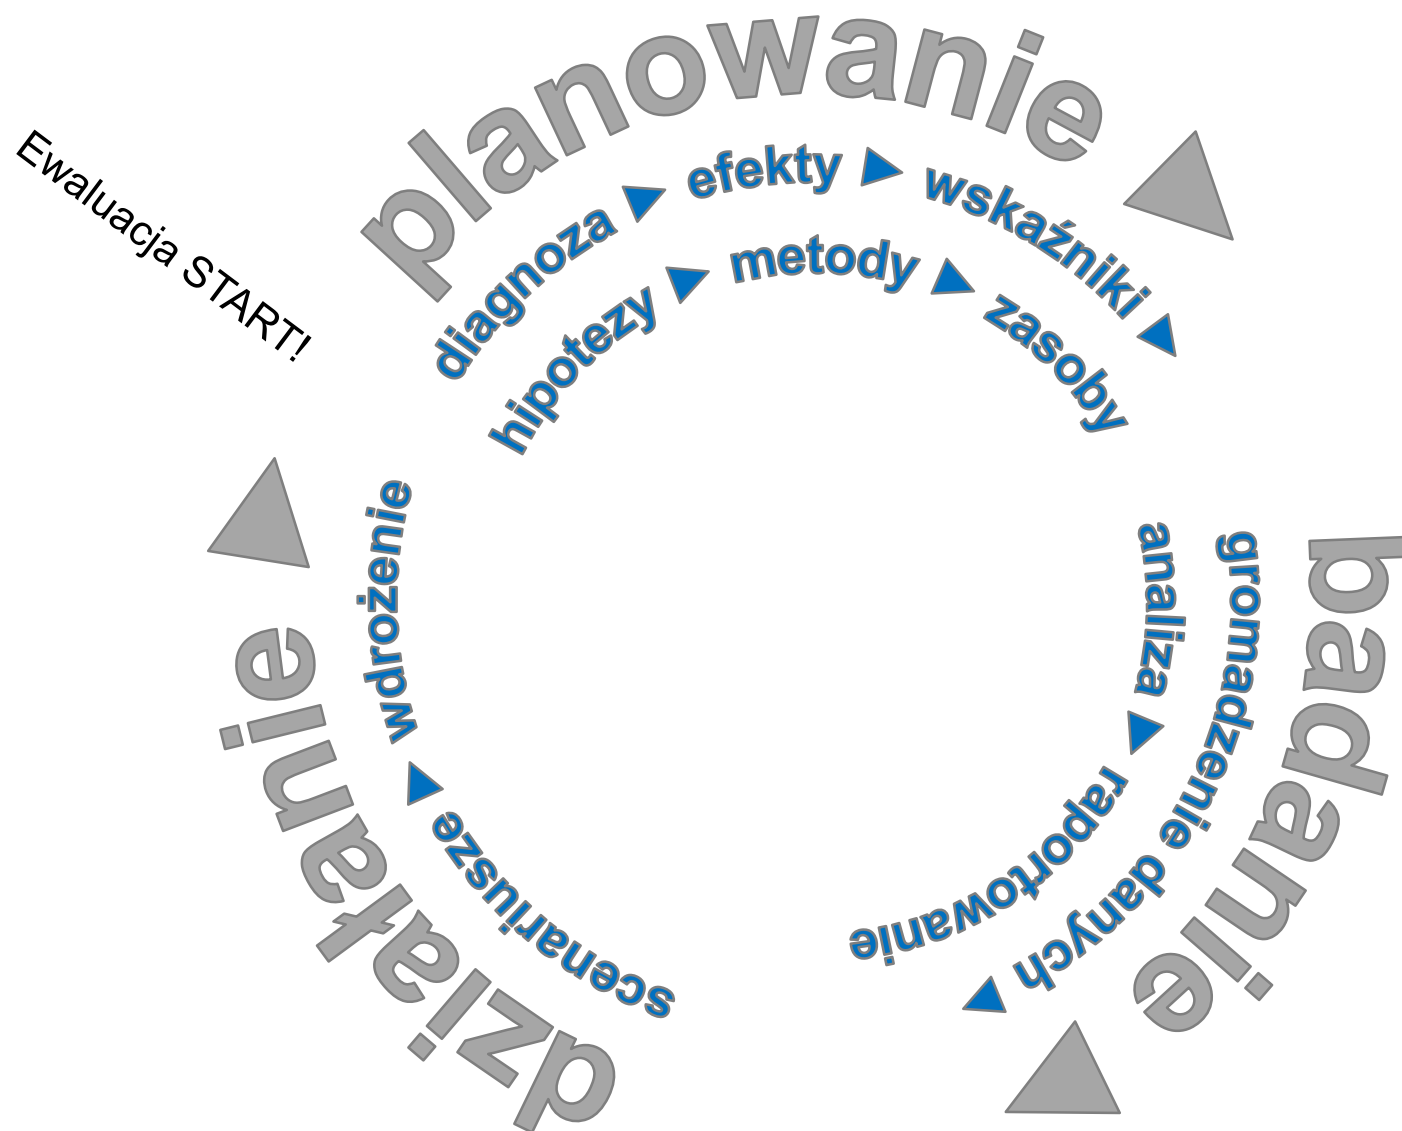 Ewaluacja START!
planowanie
diagnoza ► efekty ► wskaźniki ►
hipotezy ► metody ► zasoby
badanie
gromadzenie danych ►
analiza ► raportowanie
działanie
scenariusze ► wdrożenie